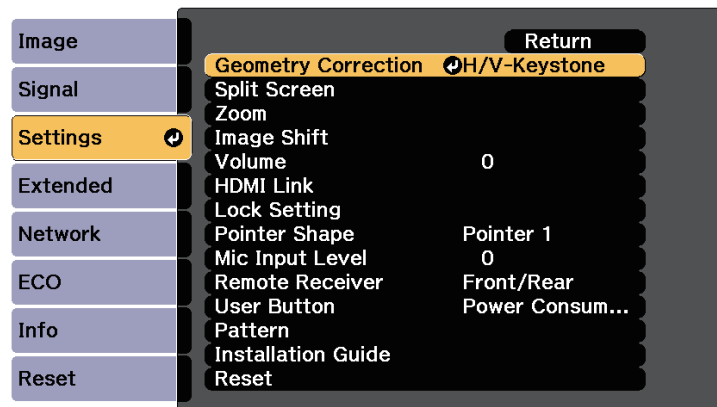 Image
Signal
Settings
Extended
Network
ECO
Info
Reset
Return
Geometry Correction H/V-Keystone
Split Screen
Zoom
Image Shift
Volume 0
HDMI Link
Lock Setting
Pointer Shape Pointer 1
Mic Input Level 0
Remote Receiver Front/Rear
User Button Power Consum...
Pattern
Installation Guide
Reset